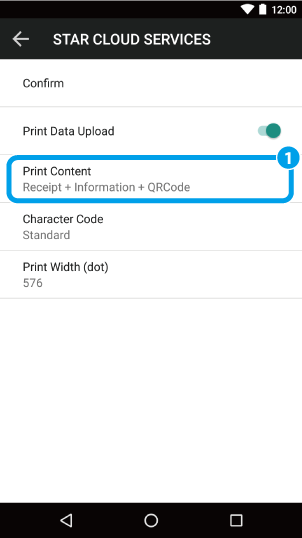 12:00
STAR CLOUD SERVICES
Confirm
Print Data Upload
1
Print Content
Receipt + Information + QRCode
Character Code
Standard
Print Width (dot)
576